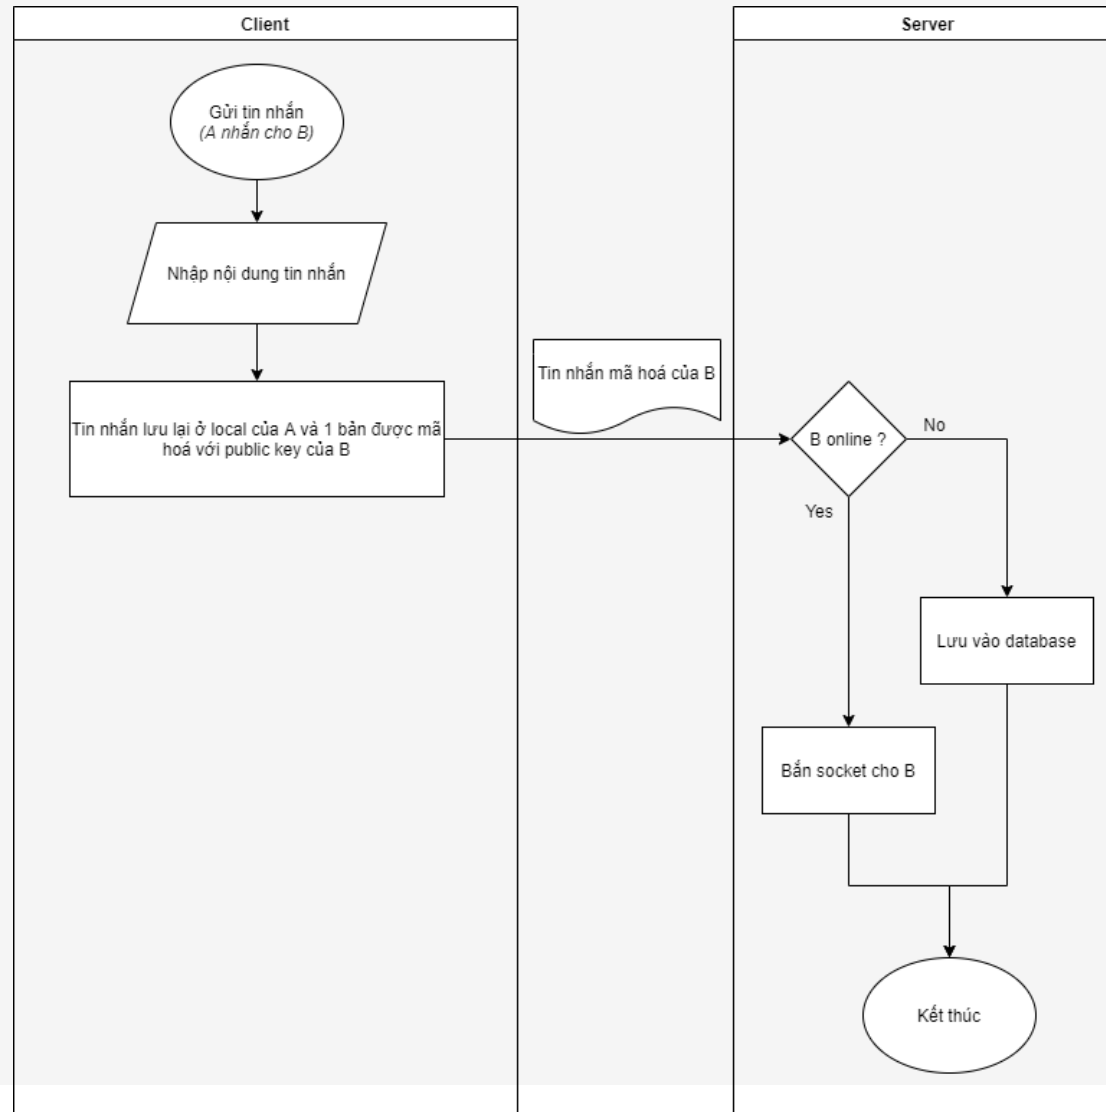 Client
Server
Gửi tin nhắn
(A nhắn cho B)
Nhập nội dung tin nhắn
Tin nhắn lưu lại ở local của A và 1 bản được mã
hoá với public key của B
Tin nhắn mã hoá của B
B online ?
No
Yes
Lưu vào database
Bắn socket cho B
Kết thúc